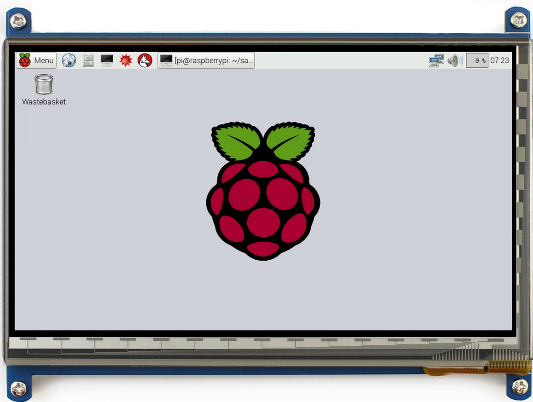 Menu
[pi@raspberrypi: ~/sa...
0 %
07:23
Wastebasket